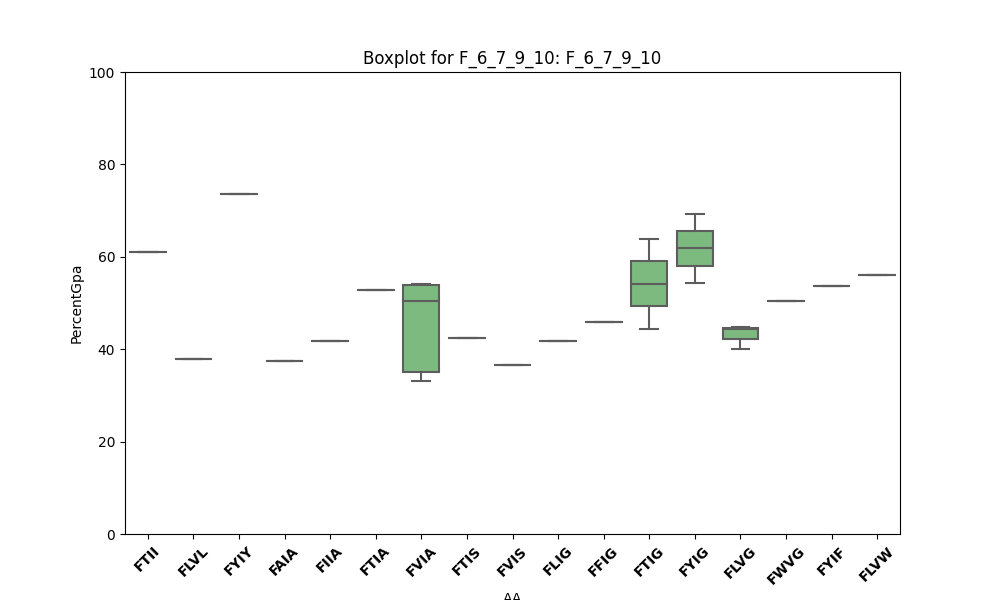 Boxplot for F_6_7_9_10: F_6_7_9_10
PercentGpa
100
80
60
40
20
0
FTII
FLVL
FYIY
FAIA
FIIA
FTIA
FVIA
FTIS
FVIS
FLIG
FFIG
FTIG
FYIG
FLVG
FWVG
FYIF
FLVW
AA